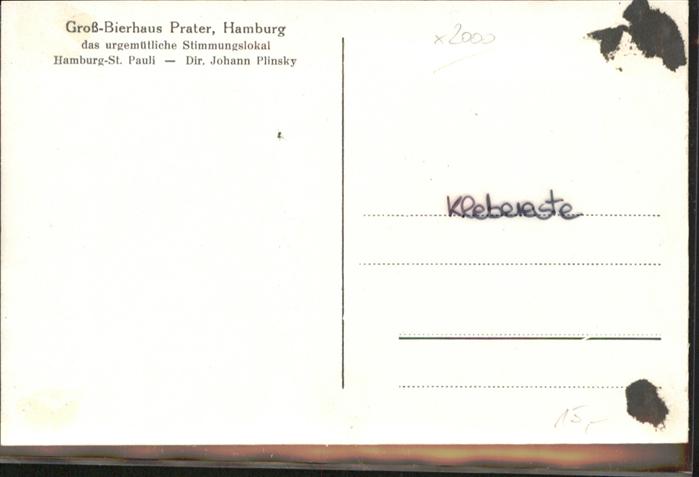 Groß-Bierhaus Prater, Hamburg
das urgemütliche Stimmungslokal
Hamburg-St. Pauli — Dir. Johann Plinsky
x2000
Klebereste
15,-